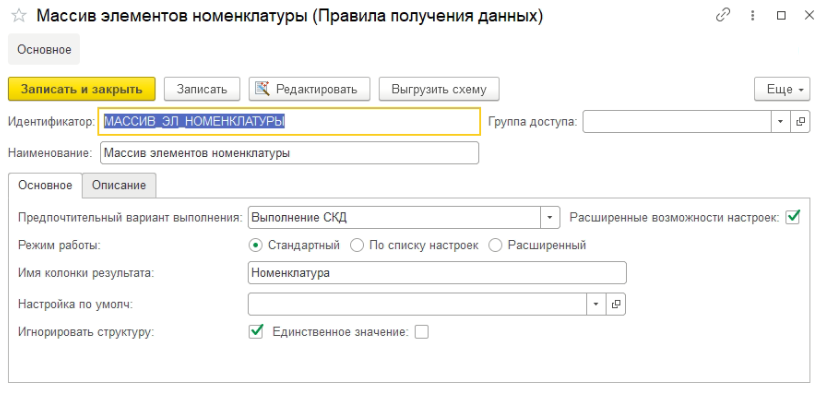 Массив элементов номенклатуры (Правила получения данных)
Основное
Записать и закрыть Записать Редактировать Выгрузить схему Еще
Идентификатор: МАССИВ_ЭЛ_НОМЕНКЛАТУРЫ Группа доступа:
Наименование: Массив элементов номенклатуры
Основное Описание
Предпочтительный вариант выполнения: Выполнение СКД Расширенные возможности настроек:
Режим работы: Стандартный По списку настроек Расширенный
Имя колонки результата: Номенклатура
Настройка по умолч:
Игнорировать структуру: Единственное значение: